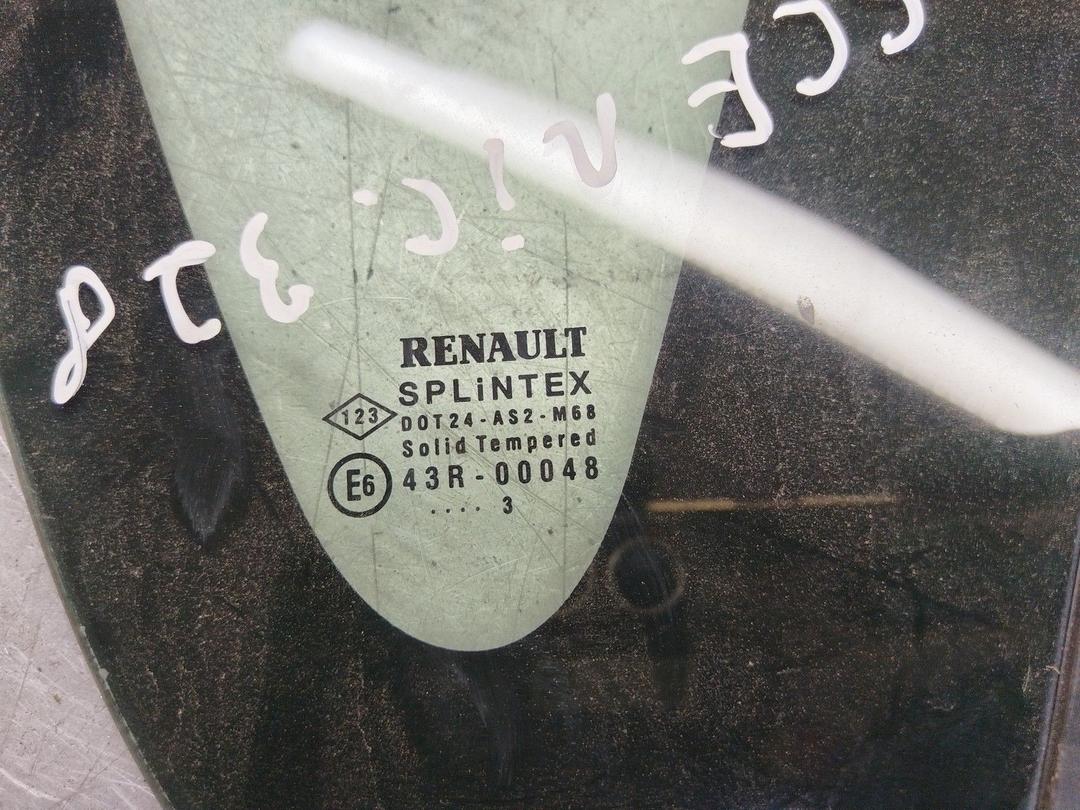 RENAULT
SPLiNTEX
123
DOT24-AS2-M68
Solid Tempered
E6 43R-00048
.... 3